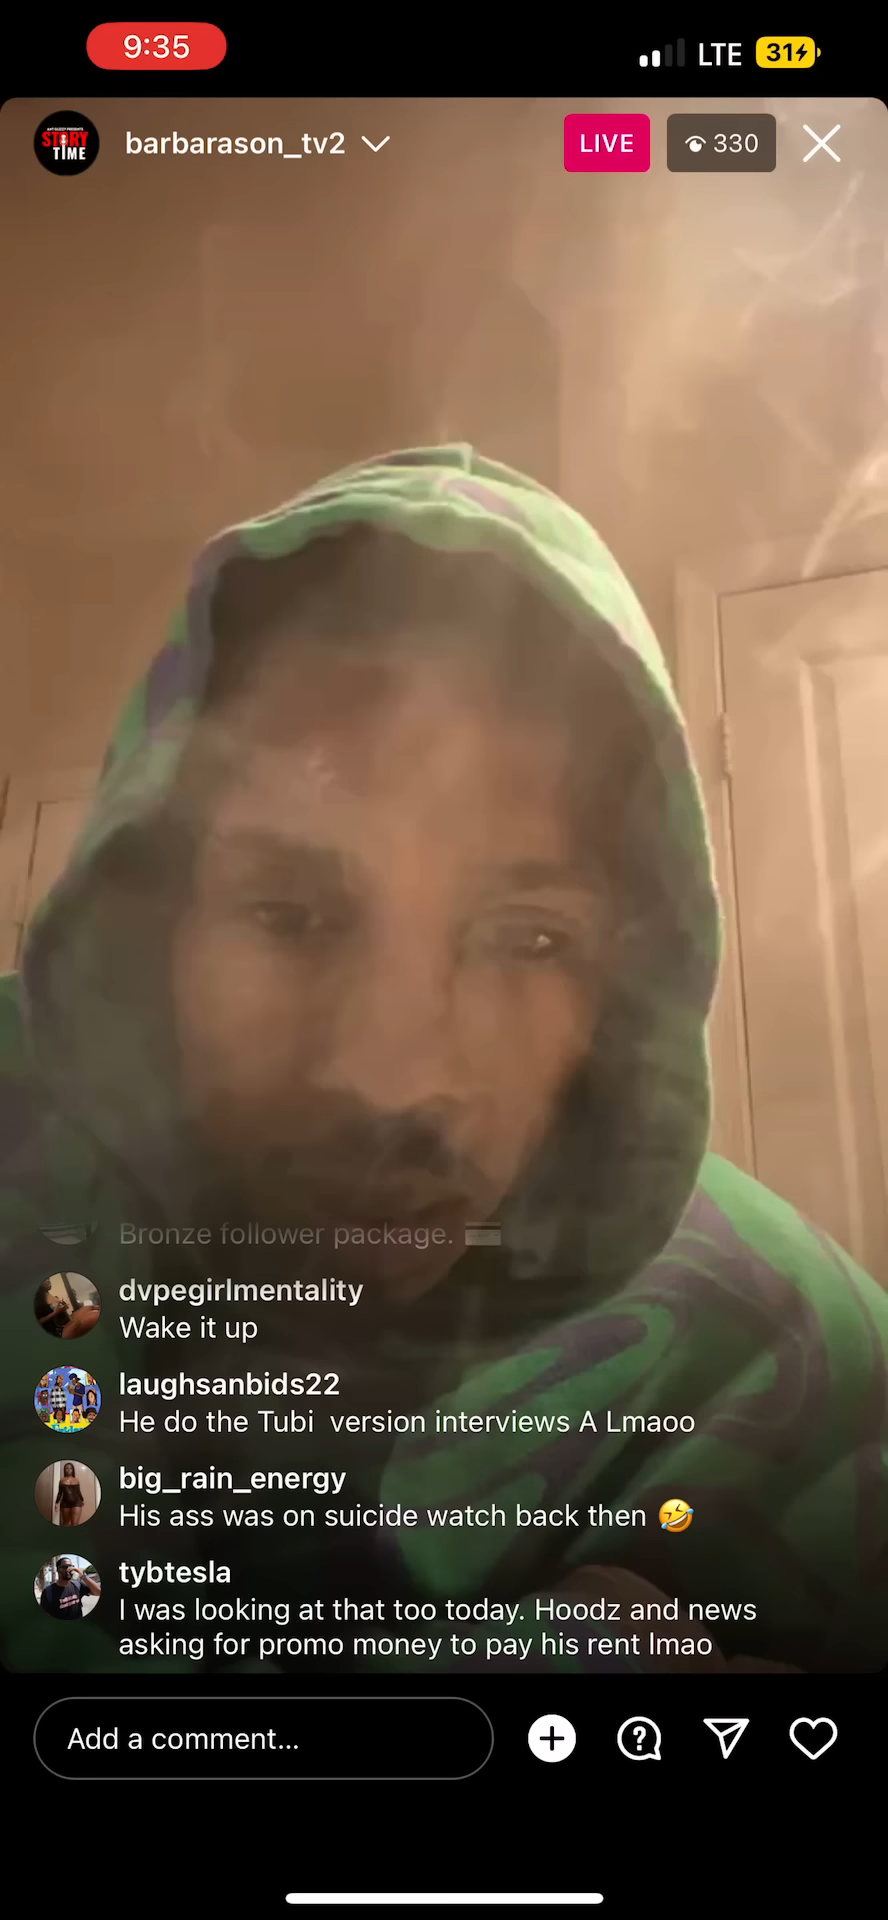 9:35
LTE
31
STORY
TIME
barbarason_tv2
LIVE
330
Bronze follower package.
dvpegirlmentality
Wake it up
laughsanbids22
He do the Tubi version interviews A Lmaoo
big_rain_energy
His ass was on suicide watch back then 🤣
tybtesla
I was looking at that too today. Hoodz and news
asking for promo money to pay his rent lmao
Add a comment...